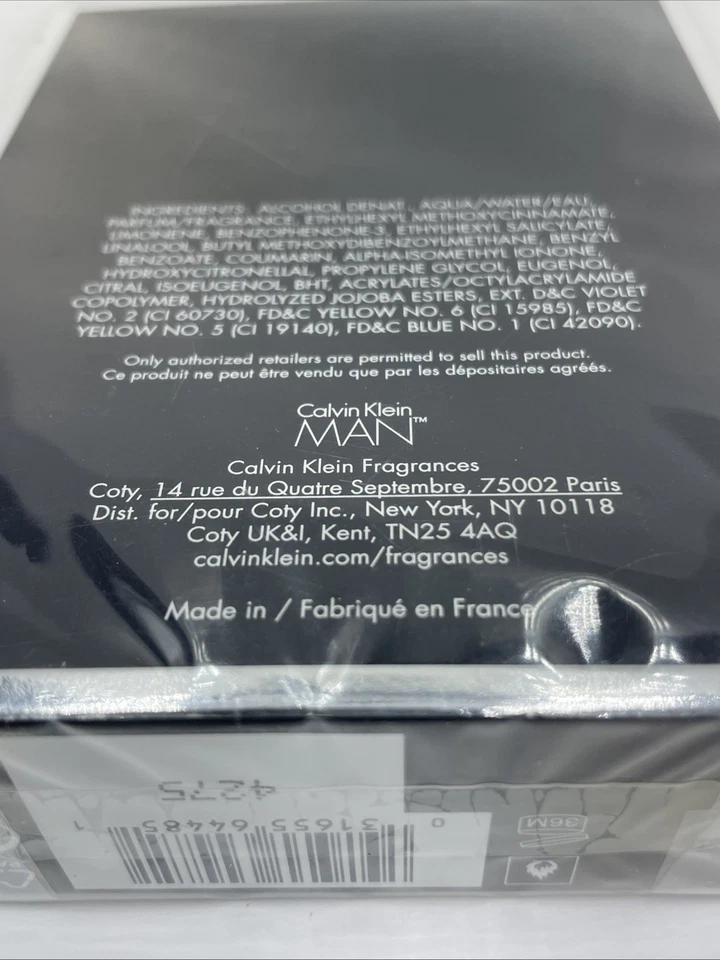 INGREDIENTS: ALCOHOL DENAT., AQUA/WATER/EAU,
PARFUM/FRAGRANCE, ETHYLHEXYL METHOXYCINNAMATE,
LIMONENE, BENZOPHENONE-3, ETHYLHEXYL SALICYLATE,
LINALOOL, BUTYL METHOXYDIBENZOYLMETHANE, BENZYL
BENZOATE, COUMARIN, ALPHA-ISOMETHYL IONONE,
HYDROXYCITRONELLAL, PROPYLENE GLYCOL, EUGENOL,
CITRAL, ISOEUGENOL, BHT, ACRYLATES/OCTYLACRYLAMIDE
COPOLYMER, HYDROLYZED JOJOBA ESTERS, EXT. D&C VIOLET
NO. 2 (CI 60730), FD&C YELLOW NO. 6 (CI 15985), FD&C
YELLOW NO. 5 (CI 19140), FD&C BLUE NO. 1 (CI 42090).
Only authorized retailers are permitted to sell this product.
Ce produit ne peut être vendu que par les dépositaires agréés.
Calvin Klein
MAN™
Calvin Klein Fragrances
Coty, 14 rue du Quatre Septembre, 75002 Paris
Dist. for/pour Coty Inc., New York, NY 10118
Coty UK&I, Kent, TN25 4AQ
calvinklein.com/fragrances
Made in / Fabriqué en France
4275
0 31655 64485 1
36M